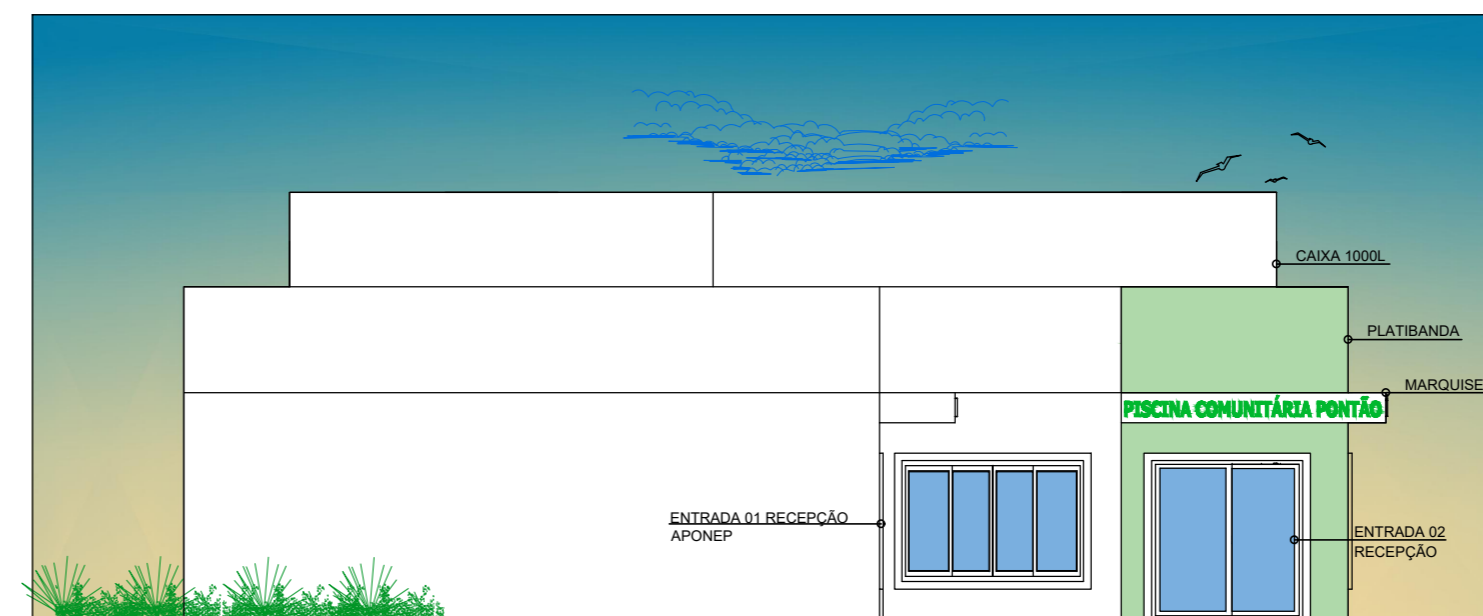 CAIXA 1000L
PLATIBANDA
MARQUISE
PISCINA COMUNITÁRIA PONTÃO
ENTRADA 01 RECEPÇÃO
APONEP
ENTRADA 02
RECEPÇÃO